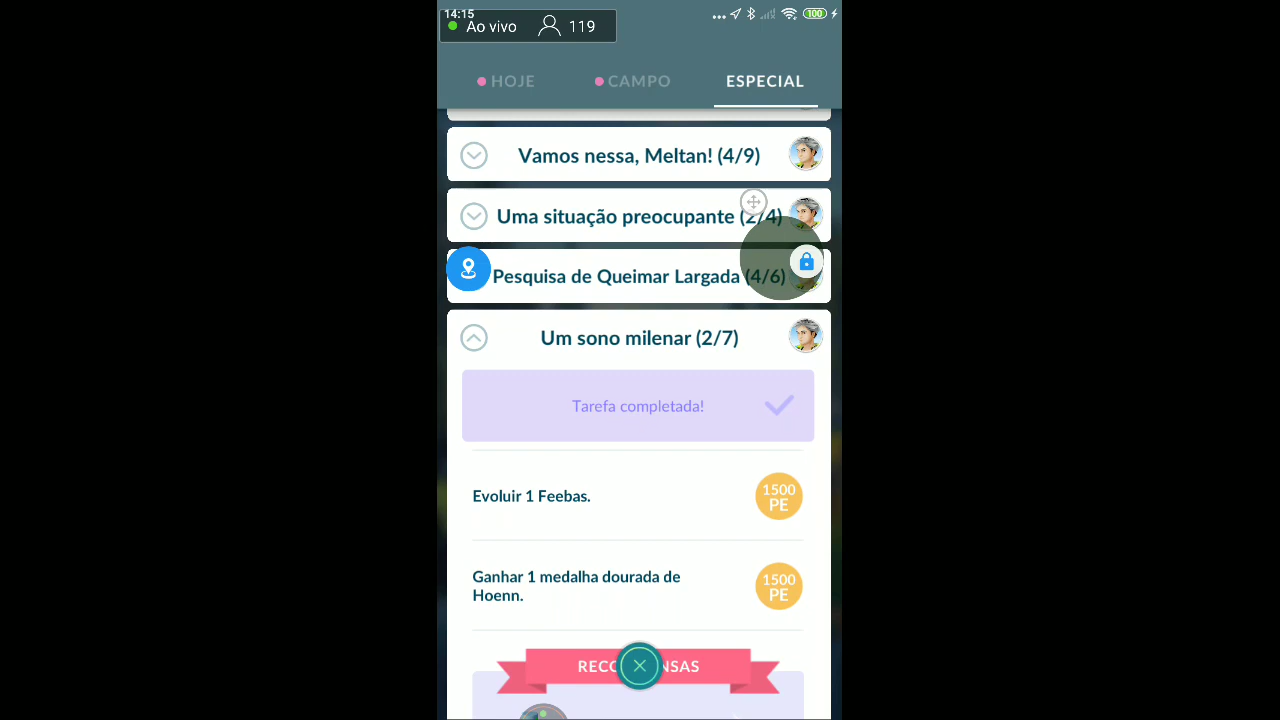 14:15
100
Ao vivo 119
HOJE CAMPO ESPECIAL
Vamos nessa, Meltan! (4/9)
Uma situação preocupante (2/4)
Pesquisa de Queimar Largada (4/6)
Um sono milenar (2/7)
Tarefa completada!
Evoluir 1 Feebas.
1500
PE
Ganhar 1 medalha dourada de
Hoenn.
1500
PE